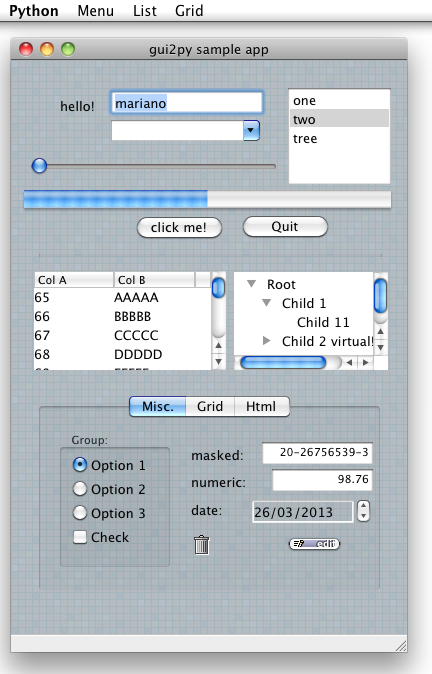 Python Menu List Grid
gui2py sample app
hello! mariano
one
two
tree
click me! Quit
Col A Col B
65 AAAAA
66 BBBBB
67 CCCCC
68 DDDDD
Root
Child 1
Child 11
Child 2 virtual!
Misc. Grid Html
Group:
Option 1
Option 2
Option 3
Check
masked: 20-26756539-3
numeric: 98.76
date: 26/03/2013
edit